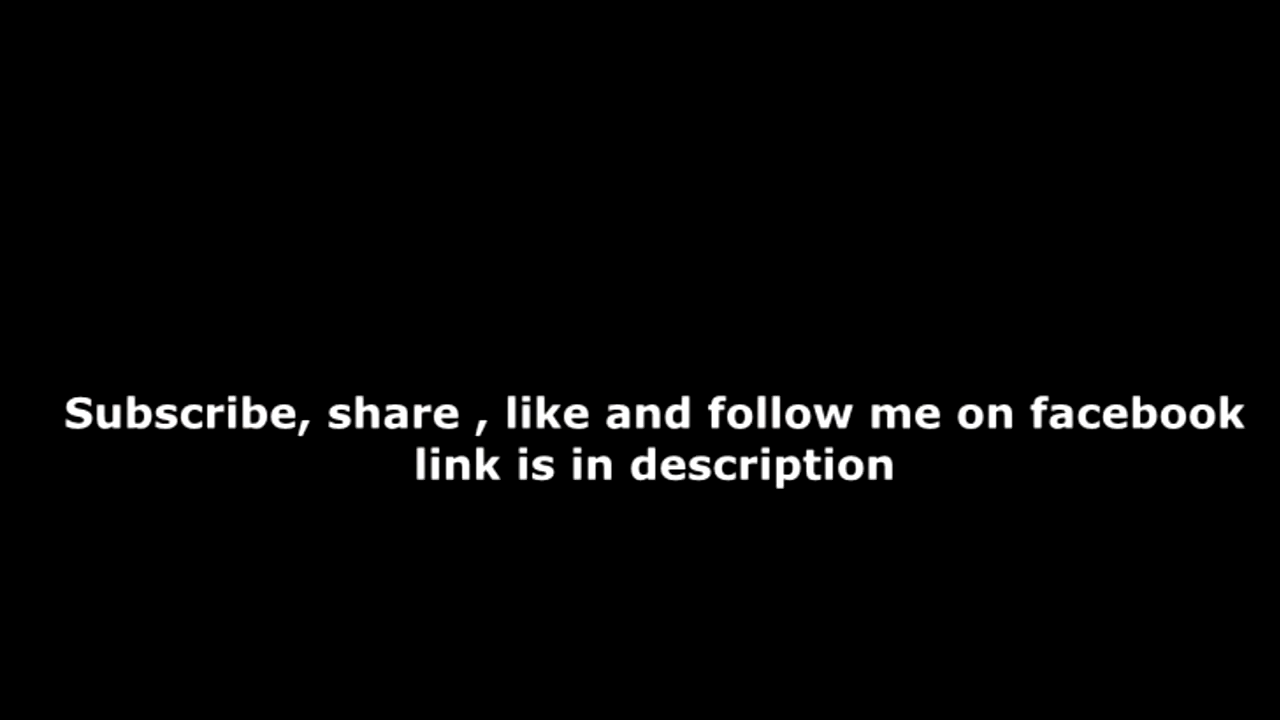 Subscribe, share , like and follow me on facebook
link is in description